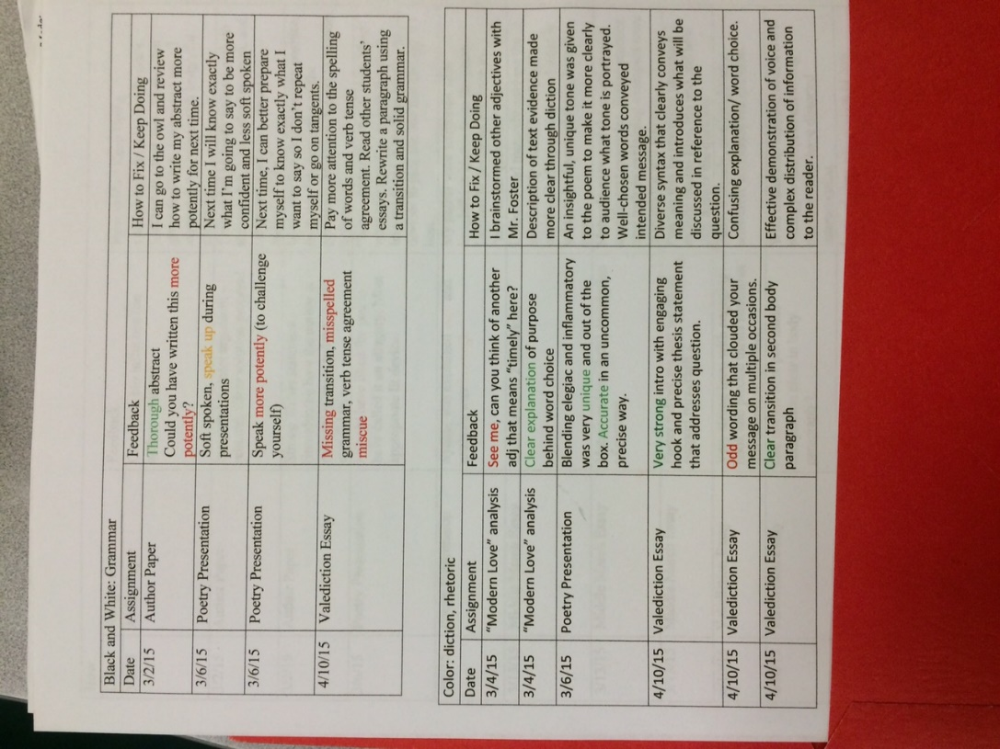 Black and White: Grammar
Date Assignment Feedback How to Fix / Keep Doing
3/2/15 Author Paper Thorough abstract I can go to the owl and review
Could you have written this more how to write my abstract more
potently? potently for next time.
3/6/15 Poetry Presentation Soft spoken, speak up during Next time I will know exactly
presentations what I'm going to say to be more
confident and less soft spoken
3/6/15 Poetry Presentation Speak more potently (to challenge Next time, I can better prepare
yourself) myself to know exactly what I
want to say so I don't repeat
myself or go on tangents.
4/10/15 Valediction Essay Missing transition, misspelled Pay more attention to the spelling
grammar, verb tense agreement of words and verb tense
miscue agreement. Read other students'
essays. Rewrite a paragraph using
a transition and solid grammar.
Color: diction, rhetoric
Date Assignment Feedback How to Fix / Keep Doing
3/4/15 "Modern Love" analysis See me, can you think of another I brainstormed other adjectives with
adj that means "timely" here? Mr. Foster
3/4/15 "Modern Love" analysis Clear explanation of purpose Description of text evidence made
behind word choice more clear through diction
3/6/15 Poetry Presentation Blending elegiac and inflammatory An insightful, unique tone was given
was very unique and out of the to the poem to make it more clearly
box. Accurate in an uncommon, to audience what tone is portrayed.
precise way. Well-chosen words conveyed
intended message.
4/10/15 Valediction Essay Very strong intro with engaging Diverse syntax that clearly conveys
hook and precise thesis statement meaning and introduces what will be
that addresses question. discussed in reference to the
question.
4/10/15 Valediction Essay Odd wording that clouded your Confusing explanation/ word choice.
message on multiple occasions.
4/10/15 Valediction Essay Clear transition in second body Effective demonstration of voice and
paragraph complex distribution of information
to the reader.